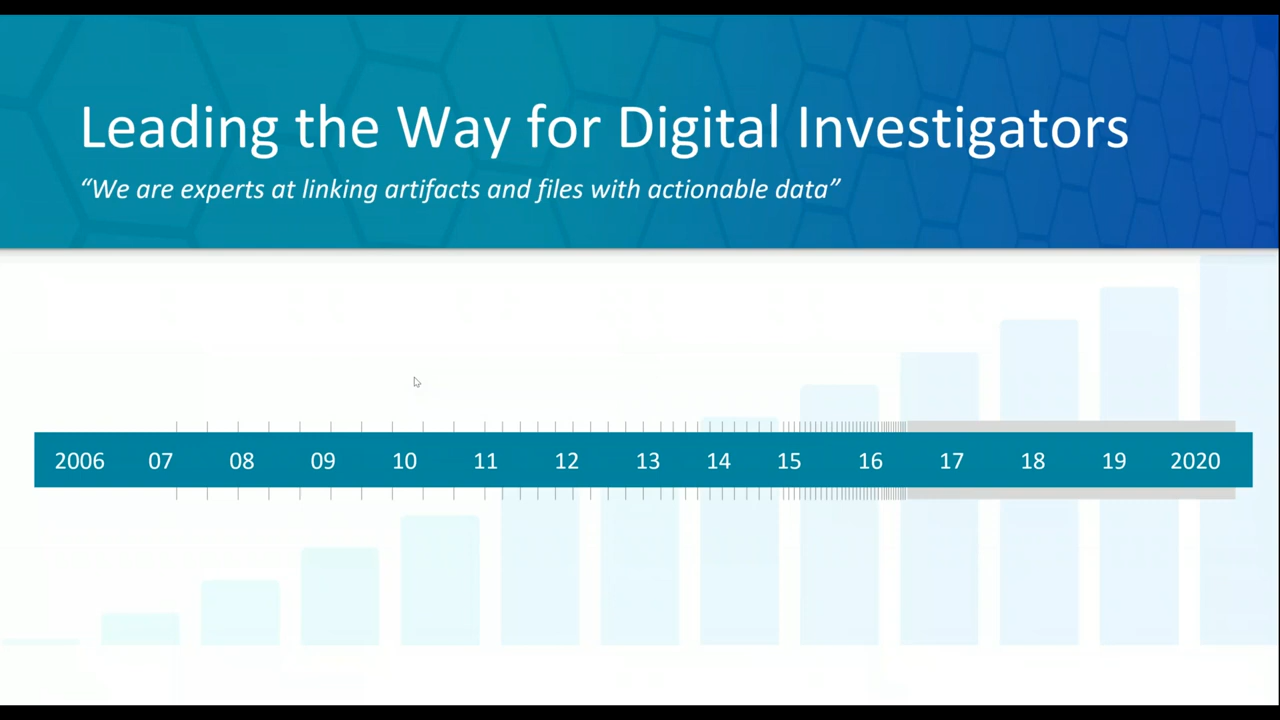 Leading the Way for Digital Investigators
“We are experts at linking artifacts and files with actionable data”
2006 07 08 09 10 11 12 13 14 15 16 17 18 19 2020